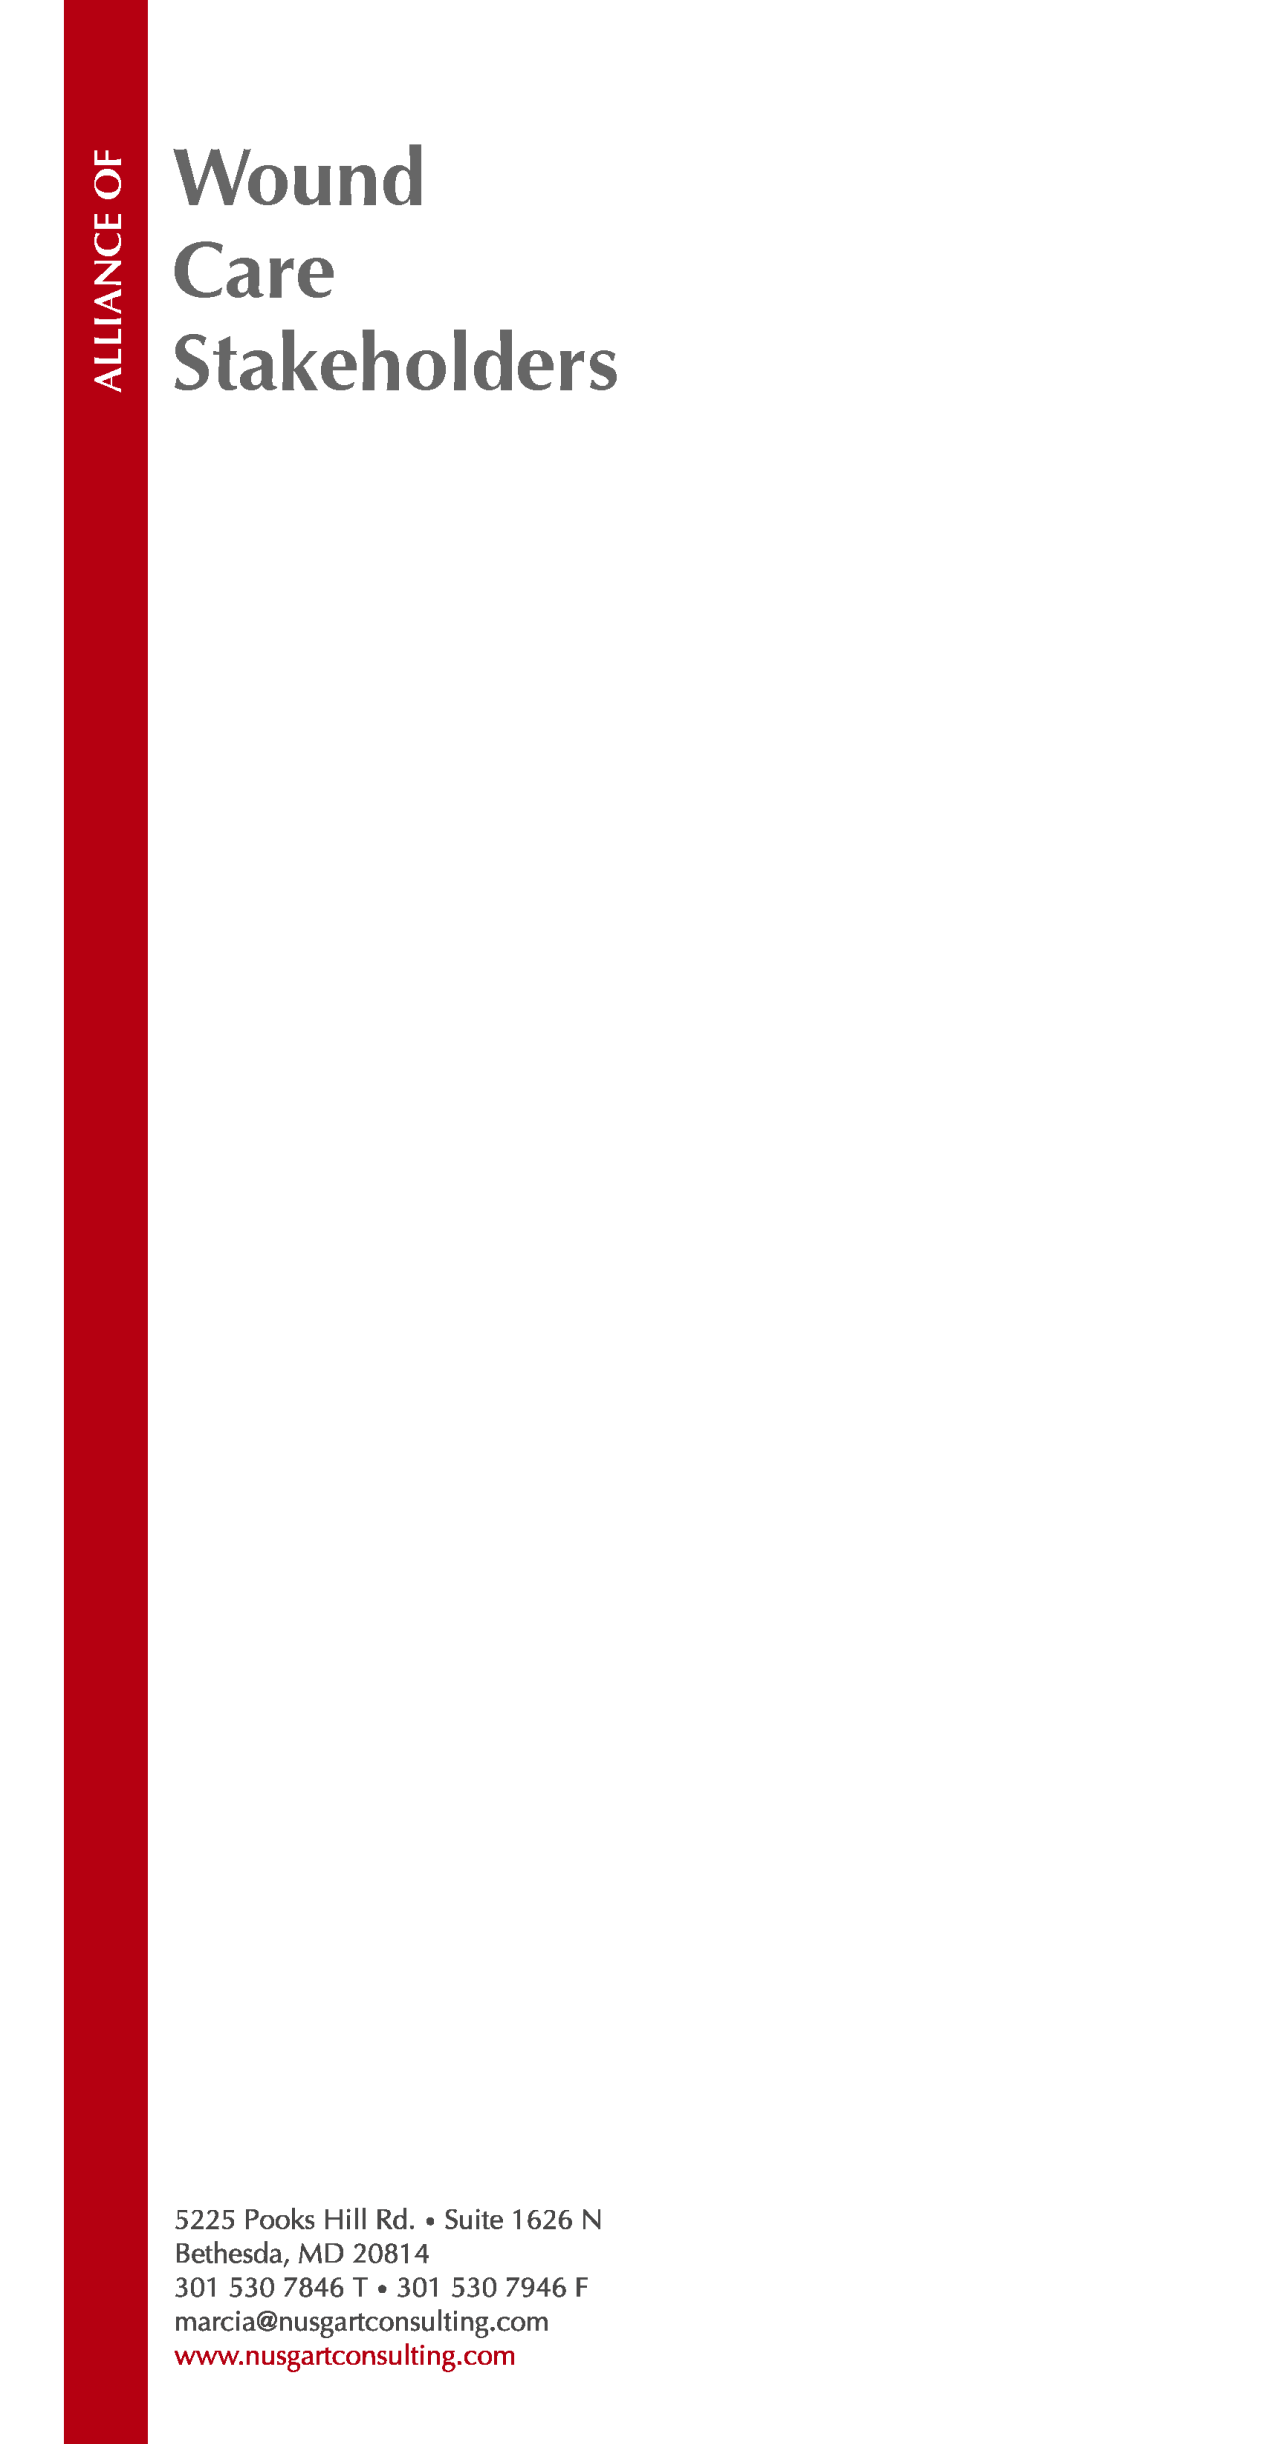 ALLIANCE OF
Wound
Care
Stakeholders
5225 Pooks Hill Rd. • Suite 1626 N
Bethesda, MD 20814
301 530 7846 T • 301 530 7946 F
marcia@nusgartconsulting.com
www.nusgartconsulting.com